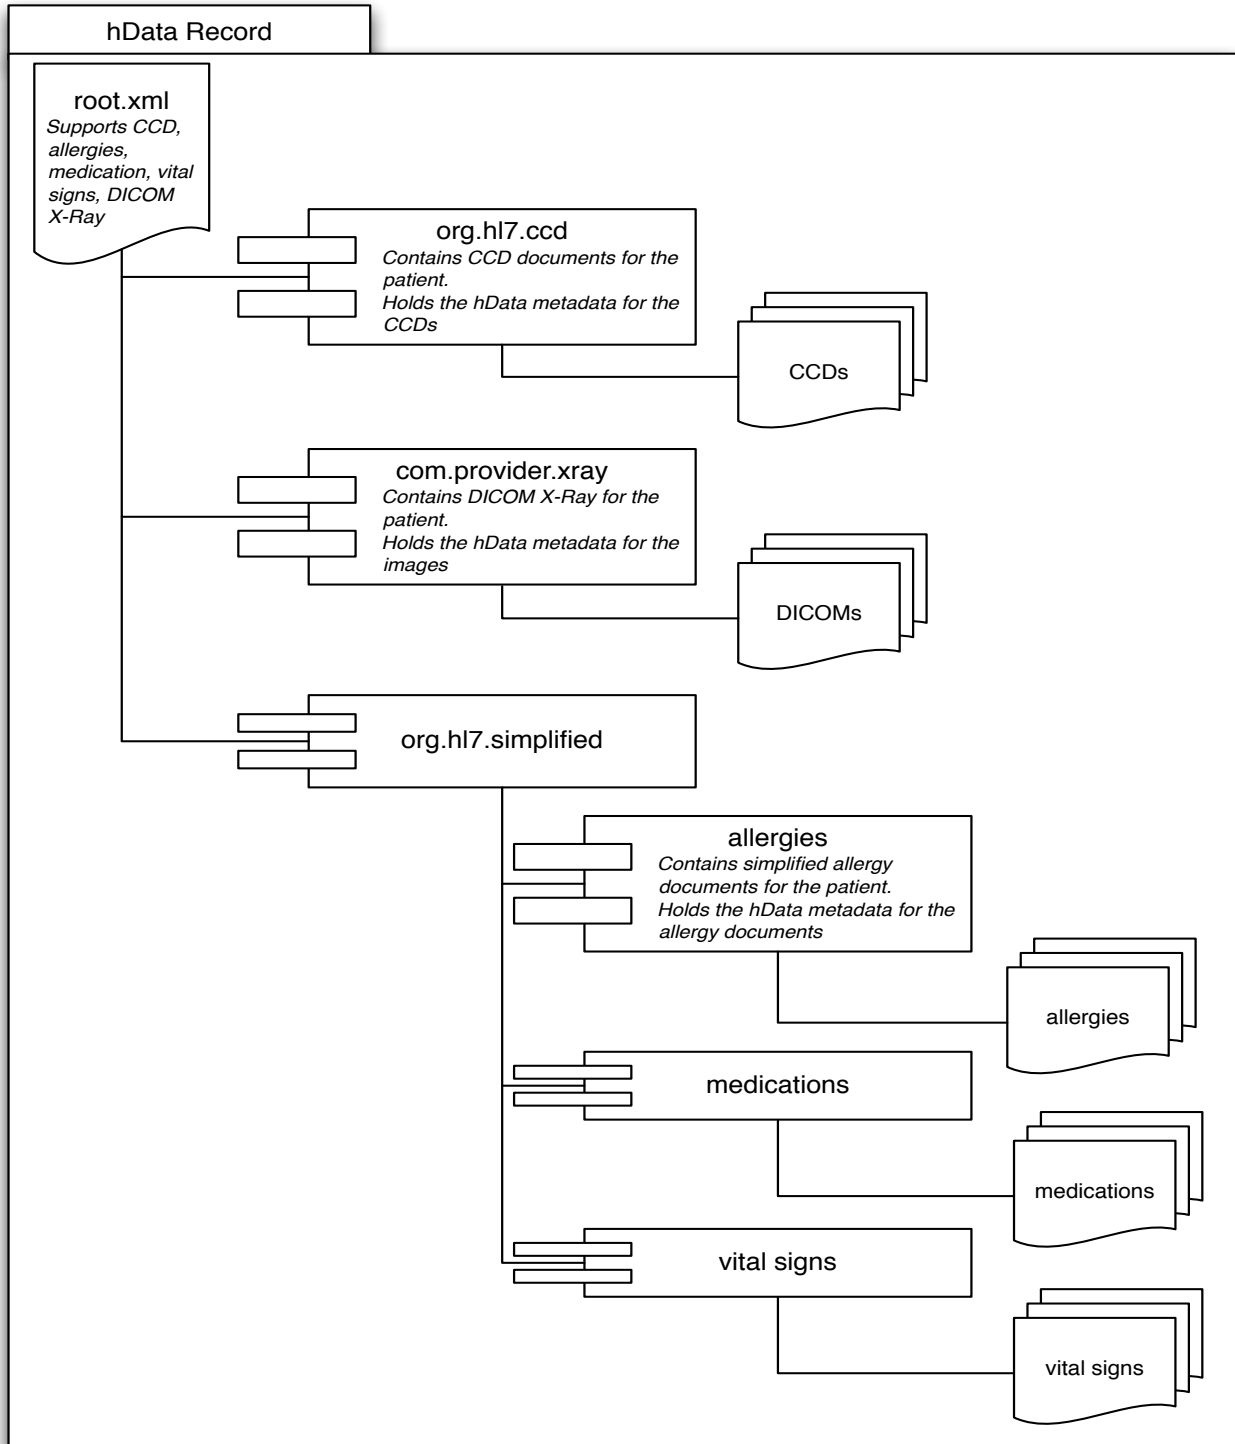 hData Record
root.xml
Supports CCD,
allergies,
medication, vital
signs, DICOM
X-Ray
org.hl7.ccd
Contains CCD documents for the
patient.
Holds the hData metadata for the
CCDs
CCDs
com.provider.xray
Contains DICOM X-Ray for the
patient.
Holds the hData metadata for the
images
DICOMs
org.hl7.simplified
allergies
Contains simplified allergy
documents for the patient.
Holds the hData metadata for the
allergy documents
allergies
medications
medications
vital signs
vital signs